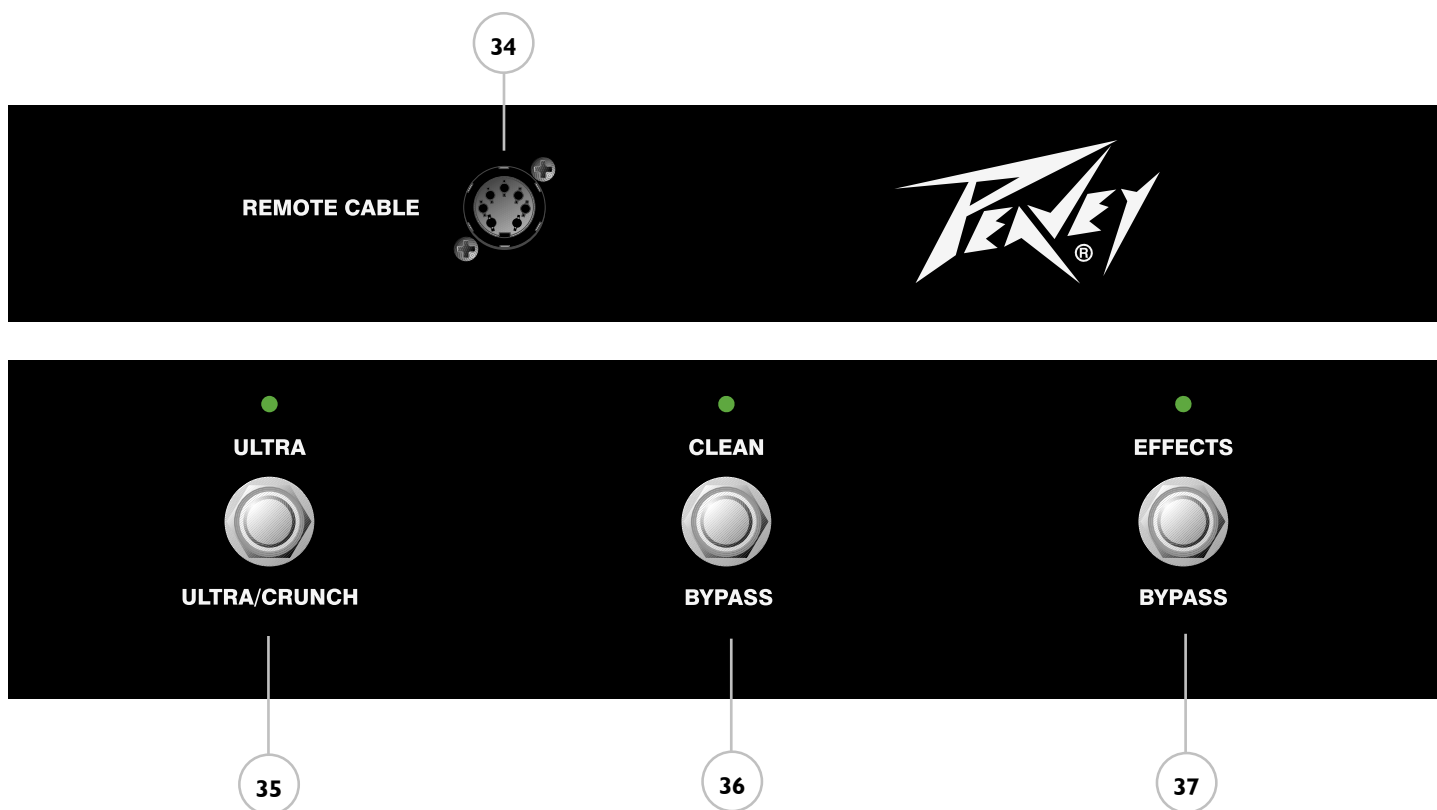 34
REMOTE CABLE
PEAVEY
®
ULTRA
CLEAN
EFFECTS
ULTRA/CRUNCH
BYPASS
BYPASS
35
36
37